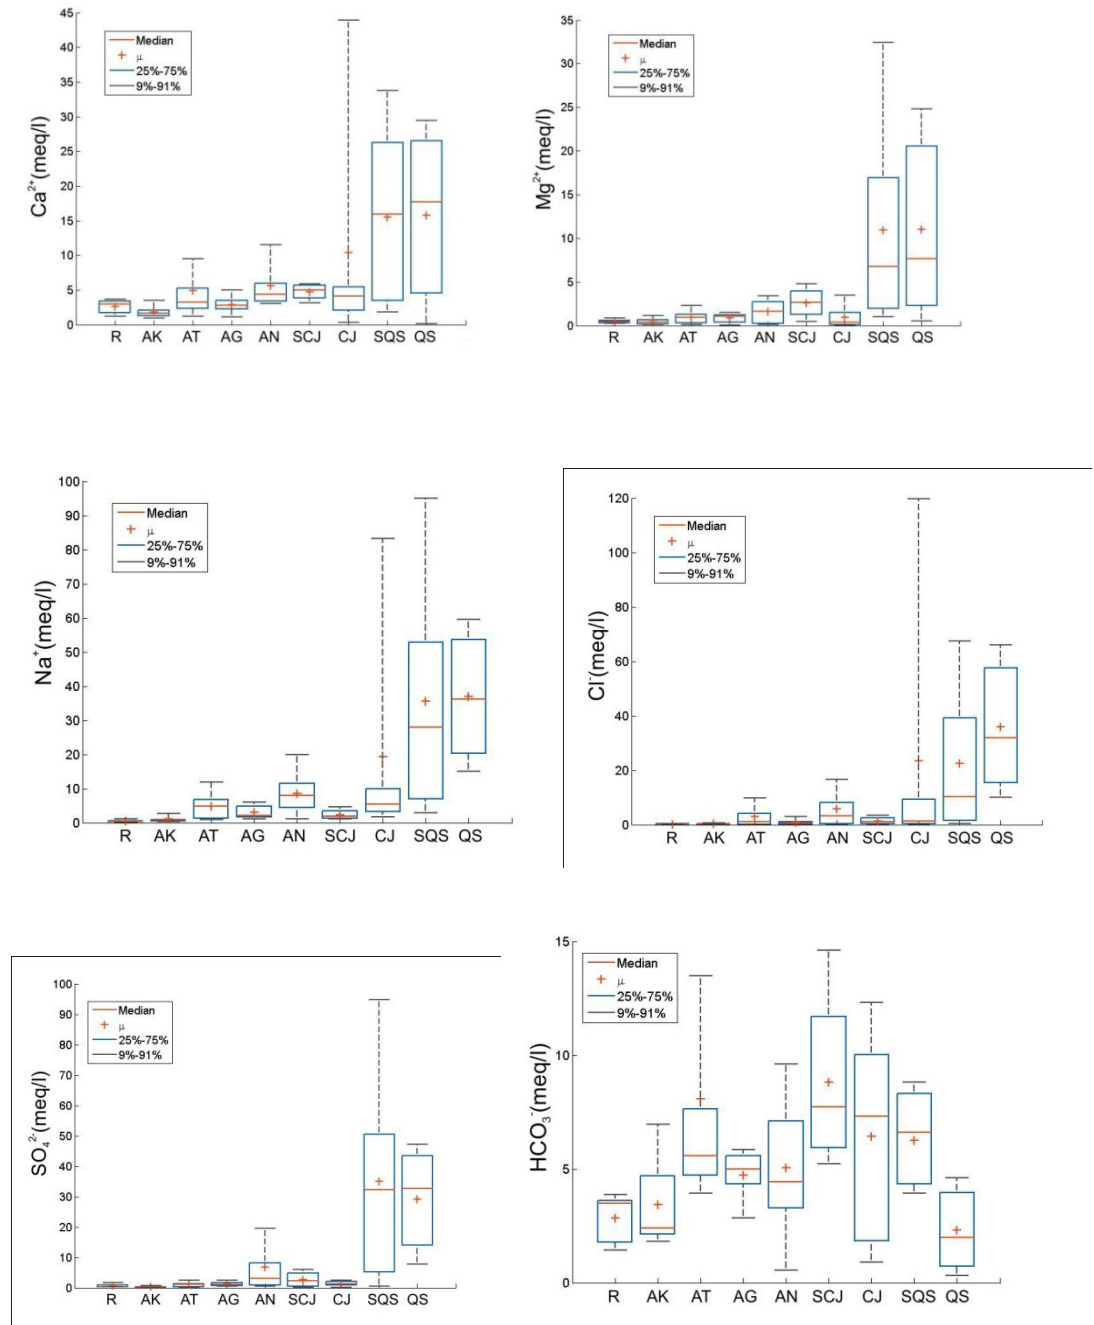 45
40
35
30
25
20
15
10
5
0
Ca²⁺(meq/l)
Median
μ
25%-75%
9%-91%
R AK AT AG AN SCJ CJ SQS QS
35
30
25
20
15
10
5
0
Mg²⁺(meq/l)
Median
μ
25%-75%
9%-91%
R AK AT AG AN SCJ CJ SQS QS
100
90
80
70
60
50
40
30
20
10
0
Na⁺(meq/l)
Median
μ
25%-75%
9%-91%
R AK AT AG AN SCJ CJ SQS QS
120
100
80
60
40
20
0
Cl⁻(meq/l)
Median
μ
25%-75%
9%-91%
R AK AT AG AN SCJ CJ SQS QS
100
90
80
70
60
50
40
30
20
10
0
SO₄²⁻(meq/l)
Median
μ
25%-75%
9%-91%
R AK AT AG AN SCJ CJ SQS QS
15
10
5
0
HCO₃⁻(meq/l)
Median
μ
25%-75%
9%-91%
R AK AT AG AN SCJ CJ SQS QS